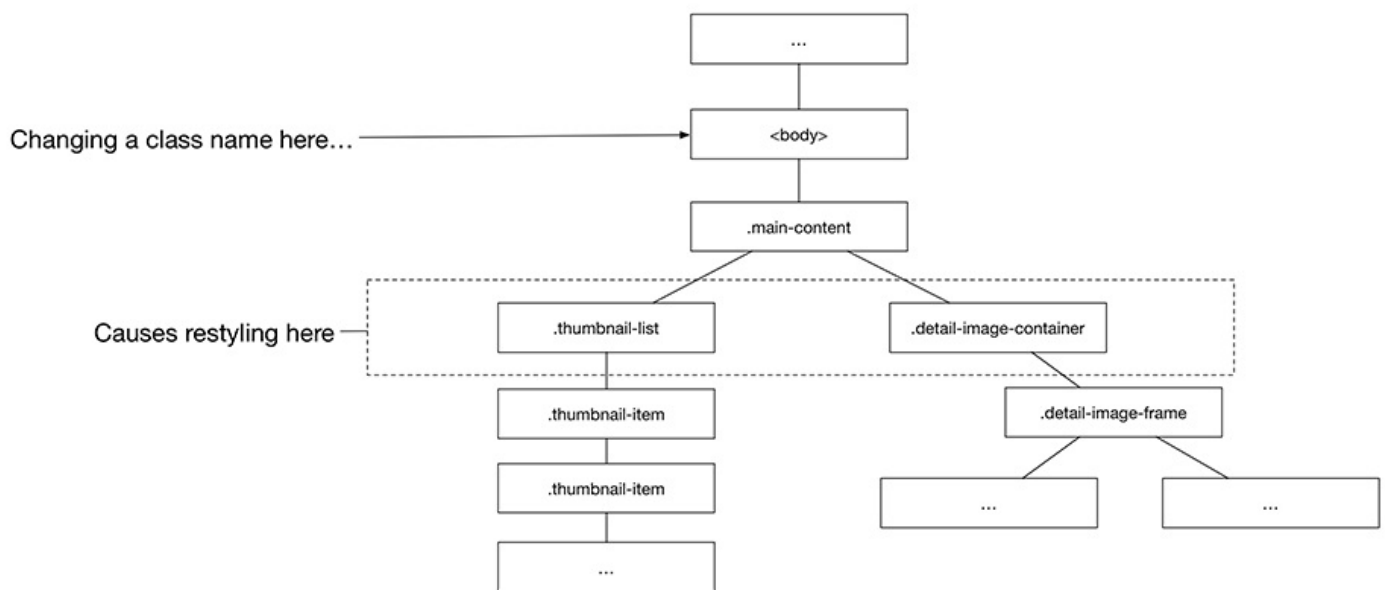 ...
Changing a class name here…
<body>
.main-content
Causes restyling here
.thumbnail-list
.detail-image-container
.thumbnail-item
.detail-image-frame
.thumbnail-item
...
...
...